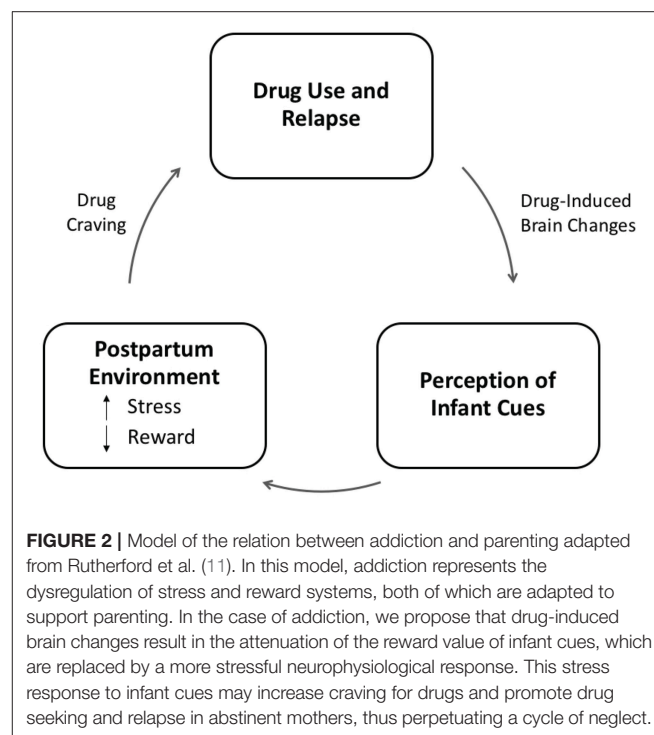 Drug Use and
Relapse
Drug
Craving
Drug-Induced
Brain Changes
Postpartum
Environment
↑ Stress
↓ Reward
Perception of
Infant Cues
FIGURE 2 | Model of the relation between addiction and parenting adapted
from Rutherford et al. (11). In this model, addiction represents the
dysregulation of stress and reward systems, both of which are adapted to
support parenting. In the case of addiction, we propose that drug-induced
brain changes result in the attenuation of the reward value of infant cues, which
are replaced by a more stressful neurophysiological response. This stress
response to infant cues may increase craving for drugs and promote drug
seeking and relapse in abstinent mothers, thus perpetuating a cycle of neglect.